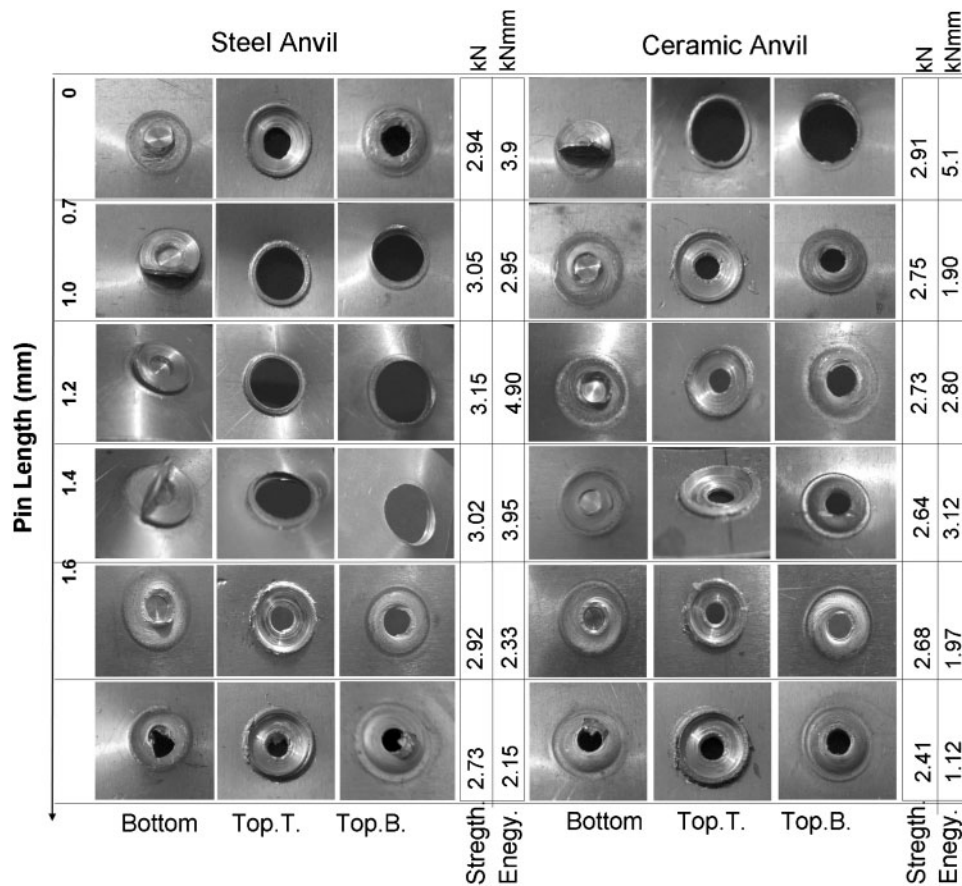 Steel Anvil
kN
kNmm
Ceramic Anvil
kN
kNmm
Pin Length (mm)
0
2.94
3.9
2.91
5.1
0.7
3.05
2.95
2.75
1.90
1.0
1.2
3.15
4.90
2.73
2.80
1.4
3.02
3.95
2.64
3.12
1.6
2.92
2.33
2.68
1.97
2.73
2.15
2.41
1.12
Bottom
Top.T.
Top.B.
Stregth.
Enegy.
Bottom
Top.T.
Top.B.
Stregth.
Enegy.